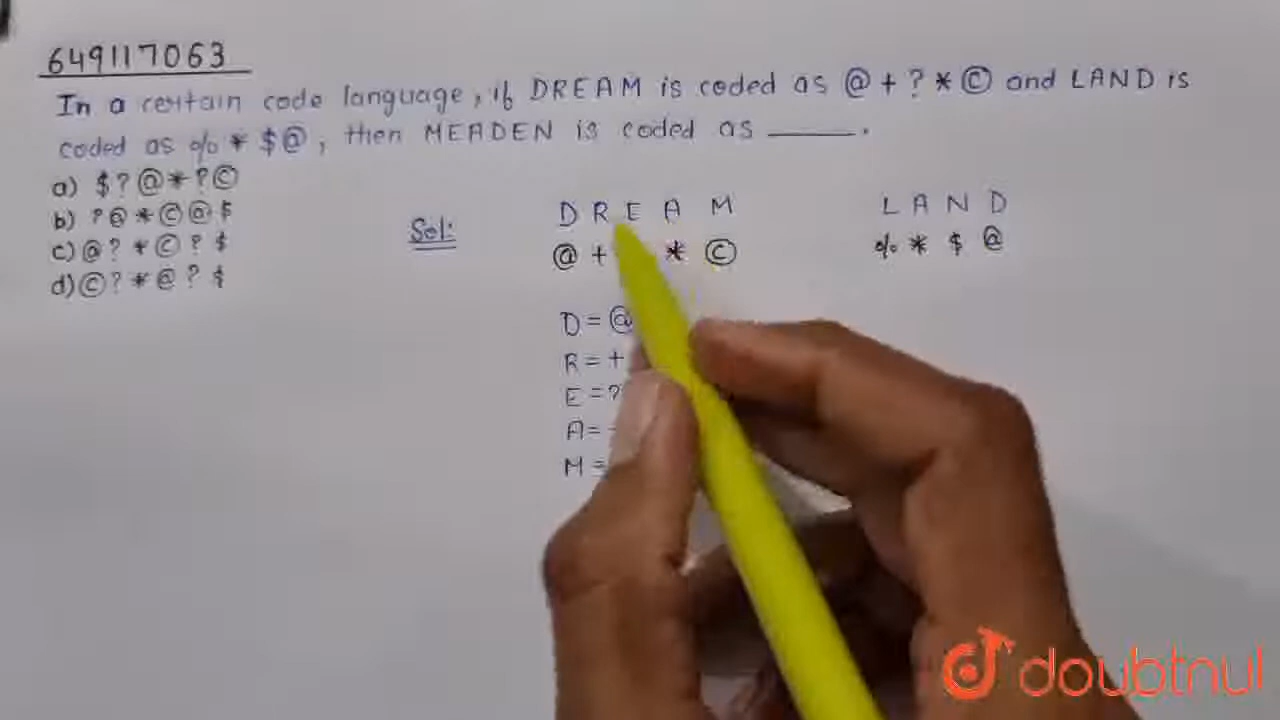 649117063
In a certain code language, if DREAM is coded as @ + ? * © and LAND is
coded as % * $ @, then MEADEN is coded as ______.
a) $ ? @ * ? ©
b) ? @ * © @ $
c) @ ? * © ? $
d) © ? * @ ? $
Sol:
D R E A M
@ + * ©
L A N D
% * $ @
D = @
R = +
E = ?
A =
M =
doubtnut